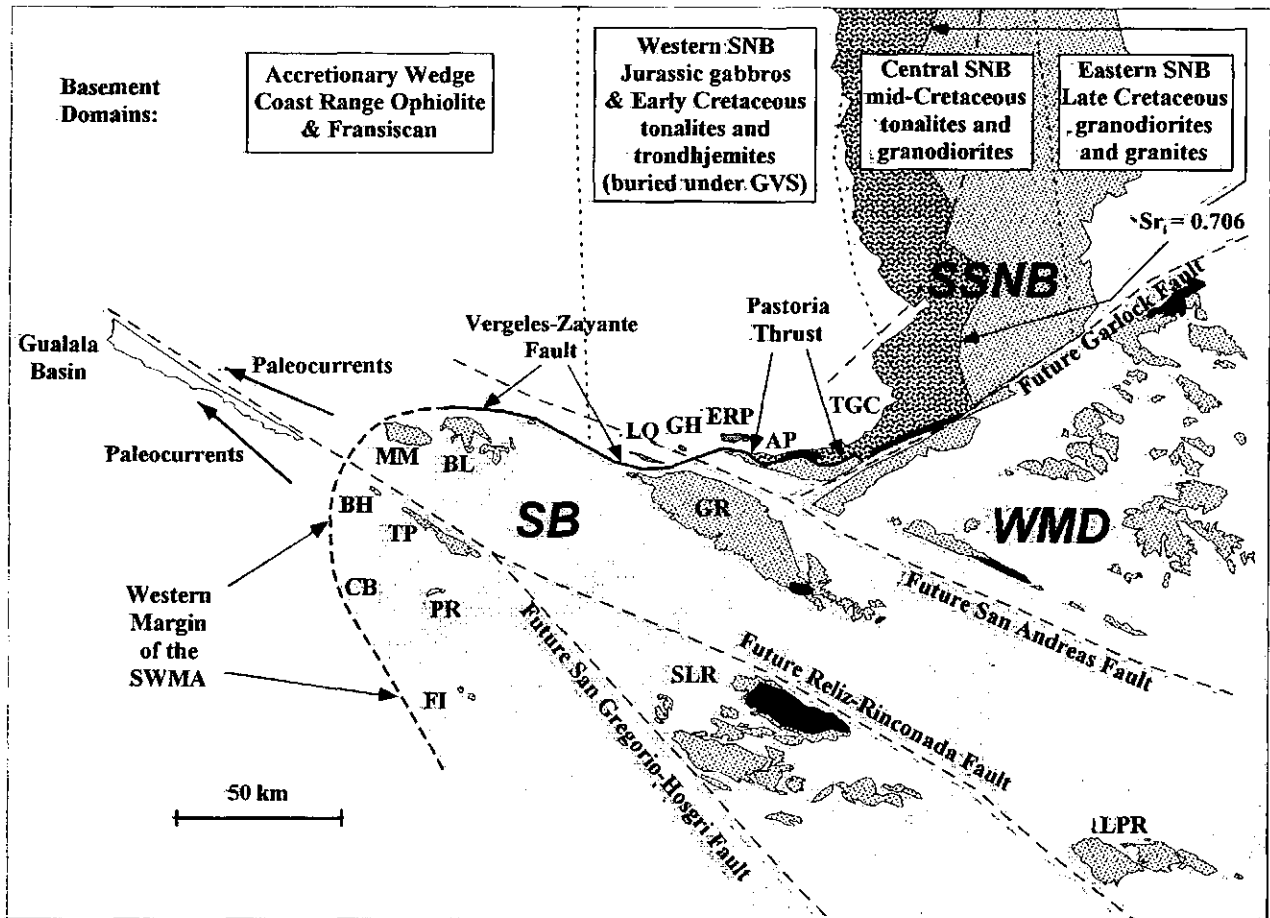 Basement
Domains:
Accretionary Wedge
Coast Range Ophiolite
& Fransiscan
Western SNB
Jurassic gabbros
& Early Cretaceous
tonalites and
trondhjemites
(buried under GVS)
Central SNB
mid-Cretaceous
tonalites and
granodiorites
Eastern SNB
Late Cretaceous
granodiorites
and granites
Srᵢ = 0.706
SSNB
Future Garlock Fault
Pastoria
Thrust
Vergeles-Zayante
Fault
Gualala
Basin
Paleocurrents
Paleocurrents
TGC
ERP
GH
LQ
AP
MM
BL
BH
TP
SB
GR
WMD
CB
PR
Western
Margin
of the
SWMA
FI
SLR
Future San Andreas Fault
Future Reliz-Rinconada Fault
Future San Gregorio-Hosgri Fault
50 km
LPR